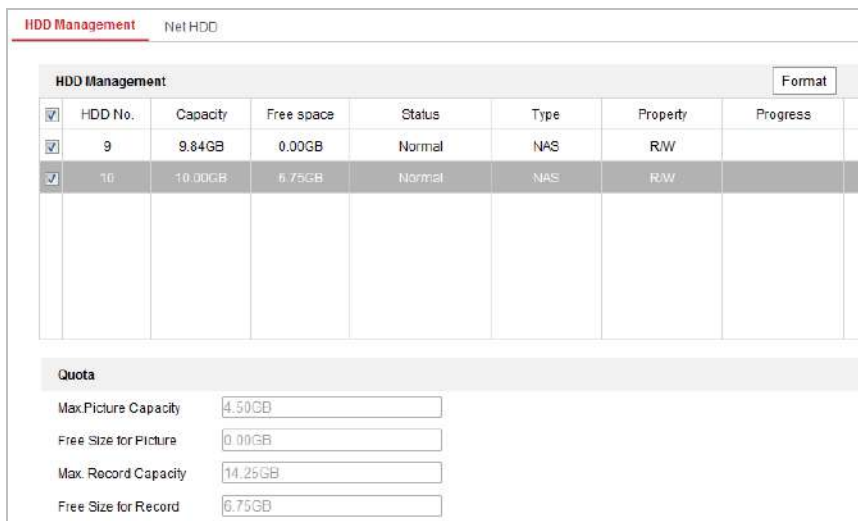 HDD Management Net HDD
HDD Management Format
HDD No. Capacity Free space Status Type Property Progress
9 9.84GB 0.00GB Normal NAS R/W
10 10.00GB 6.75GB Normal NAS R/W
Quota
Max.Picture Capacity 4.50GB
Free Size for Picture 0.00GB
Max. Record Capacity 14.25GB
Free Size for Record 6.75GB